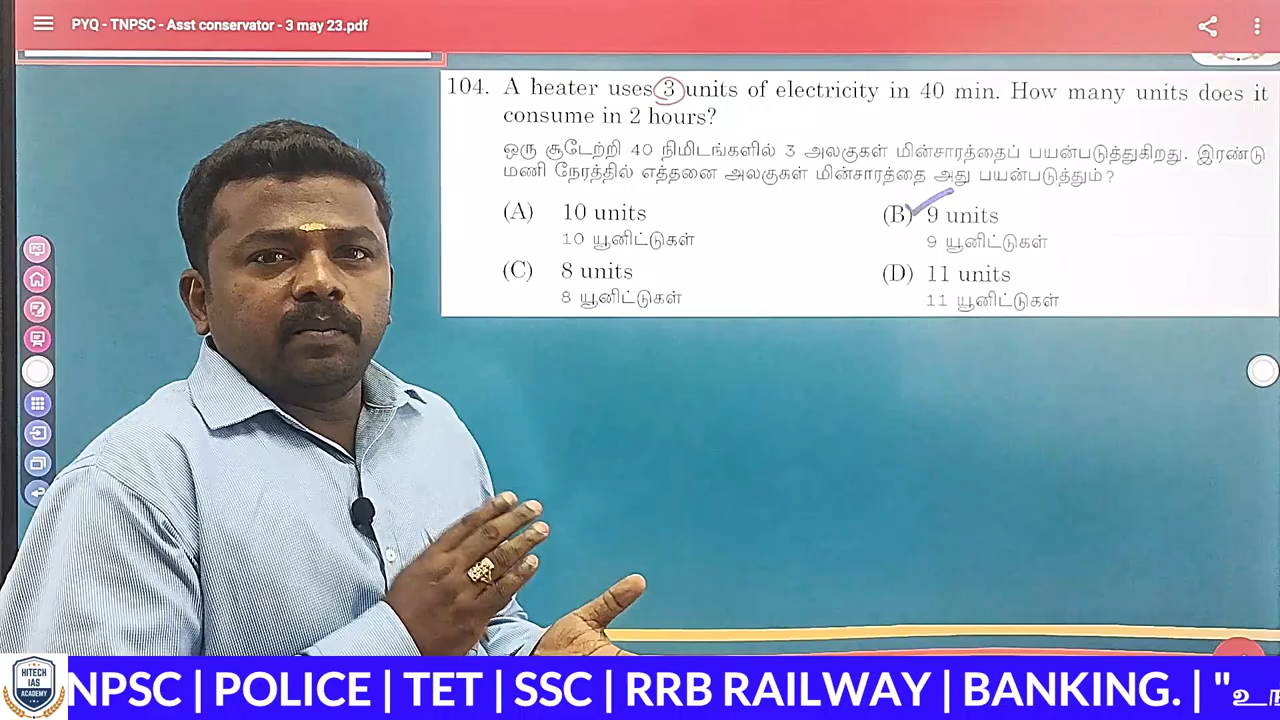 PYQ - TNPSC - Asst conservator - 3 may 23.pdf
104. A heater uses 3 units of electricity in 40 min. How many units does it
consume in 2 hours?
ஒரு சூடேற்றி 40 நிமிடங்களில் 3 அலகுகள் மின்சாரத்தைப் பயன்படுத்துகிறது. இரண்டு
மணி நேரத்தில் எத்தனை அலகுகள் மின்சாரத்தை அது பயன்படுத்தும்?
(A) 10 units
10 யூனிட்டுகள்
(B) 9 units
9 யூனிட்டுகள்
(C) 8 units
8 யூனிட்டுகள்
(D) 11 units
11 யூனிட்டுகள்
HITECH
IAS
ACADEMY
NPSC | POLICE | TET | SSC | RRB RAILWAY | BANKING. | "